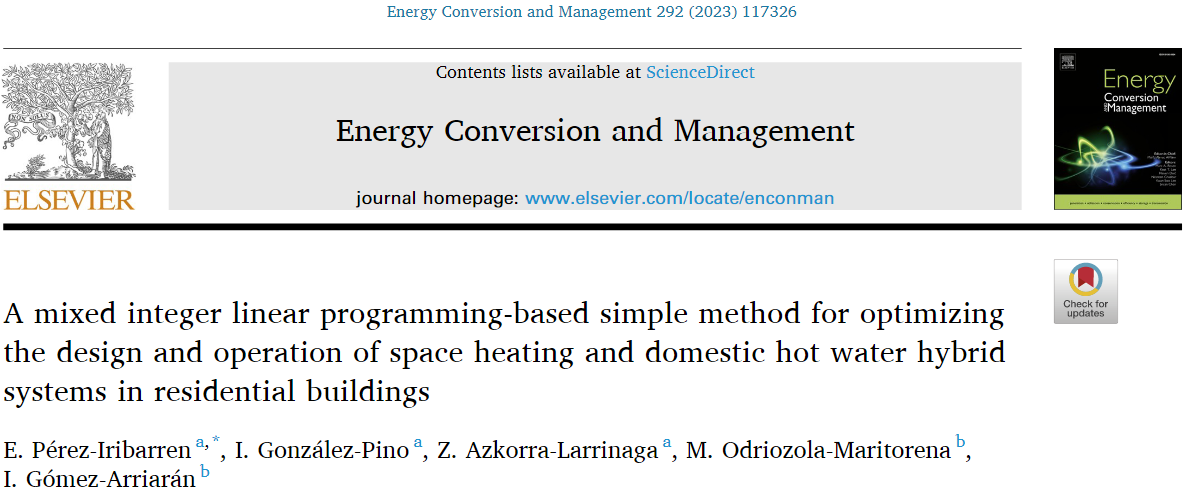 Energy Conversion and Management 292 (2023) 117326
Contents lists available at ScienceDirect
Energy Conversion and Management
journal homepage: www.elsevier.com/locate/enconman
ELSEVIER
Energy
Conversion
and Management
Check for
updates
A mixed integer linear programming-based simple method for optimizing
the design and operation of space heating and domestic hot water hybrid
systems in residential buildings
E. Pérez-Iribarren a,*, I. González-Pino a, Z. Azkorra-Larrinaga a, M. Odriozola-Maritorena b,
I. Gómez-Arriarán b